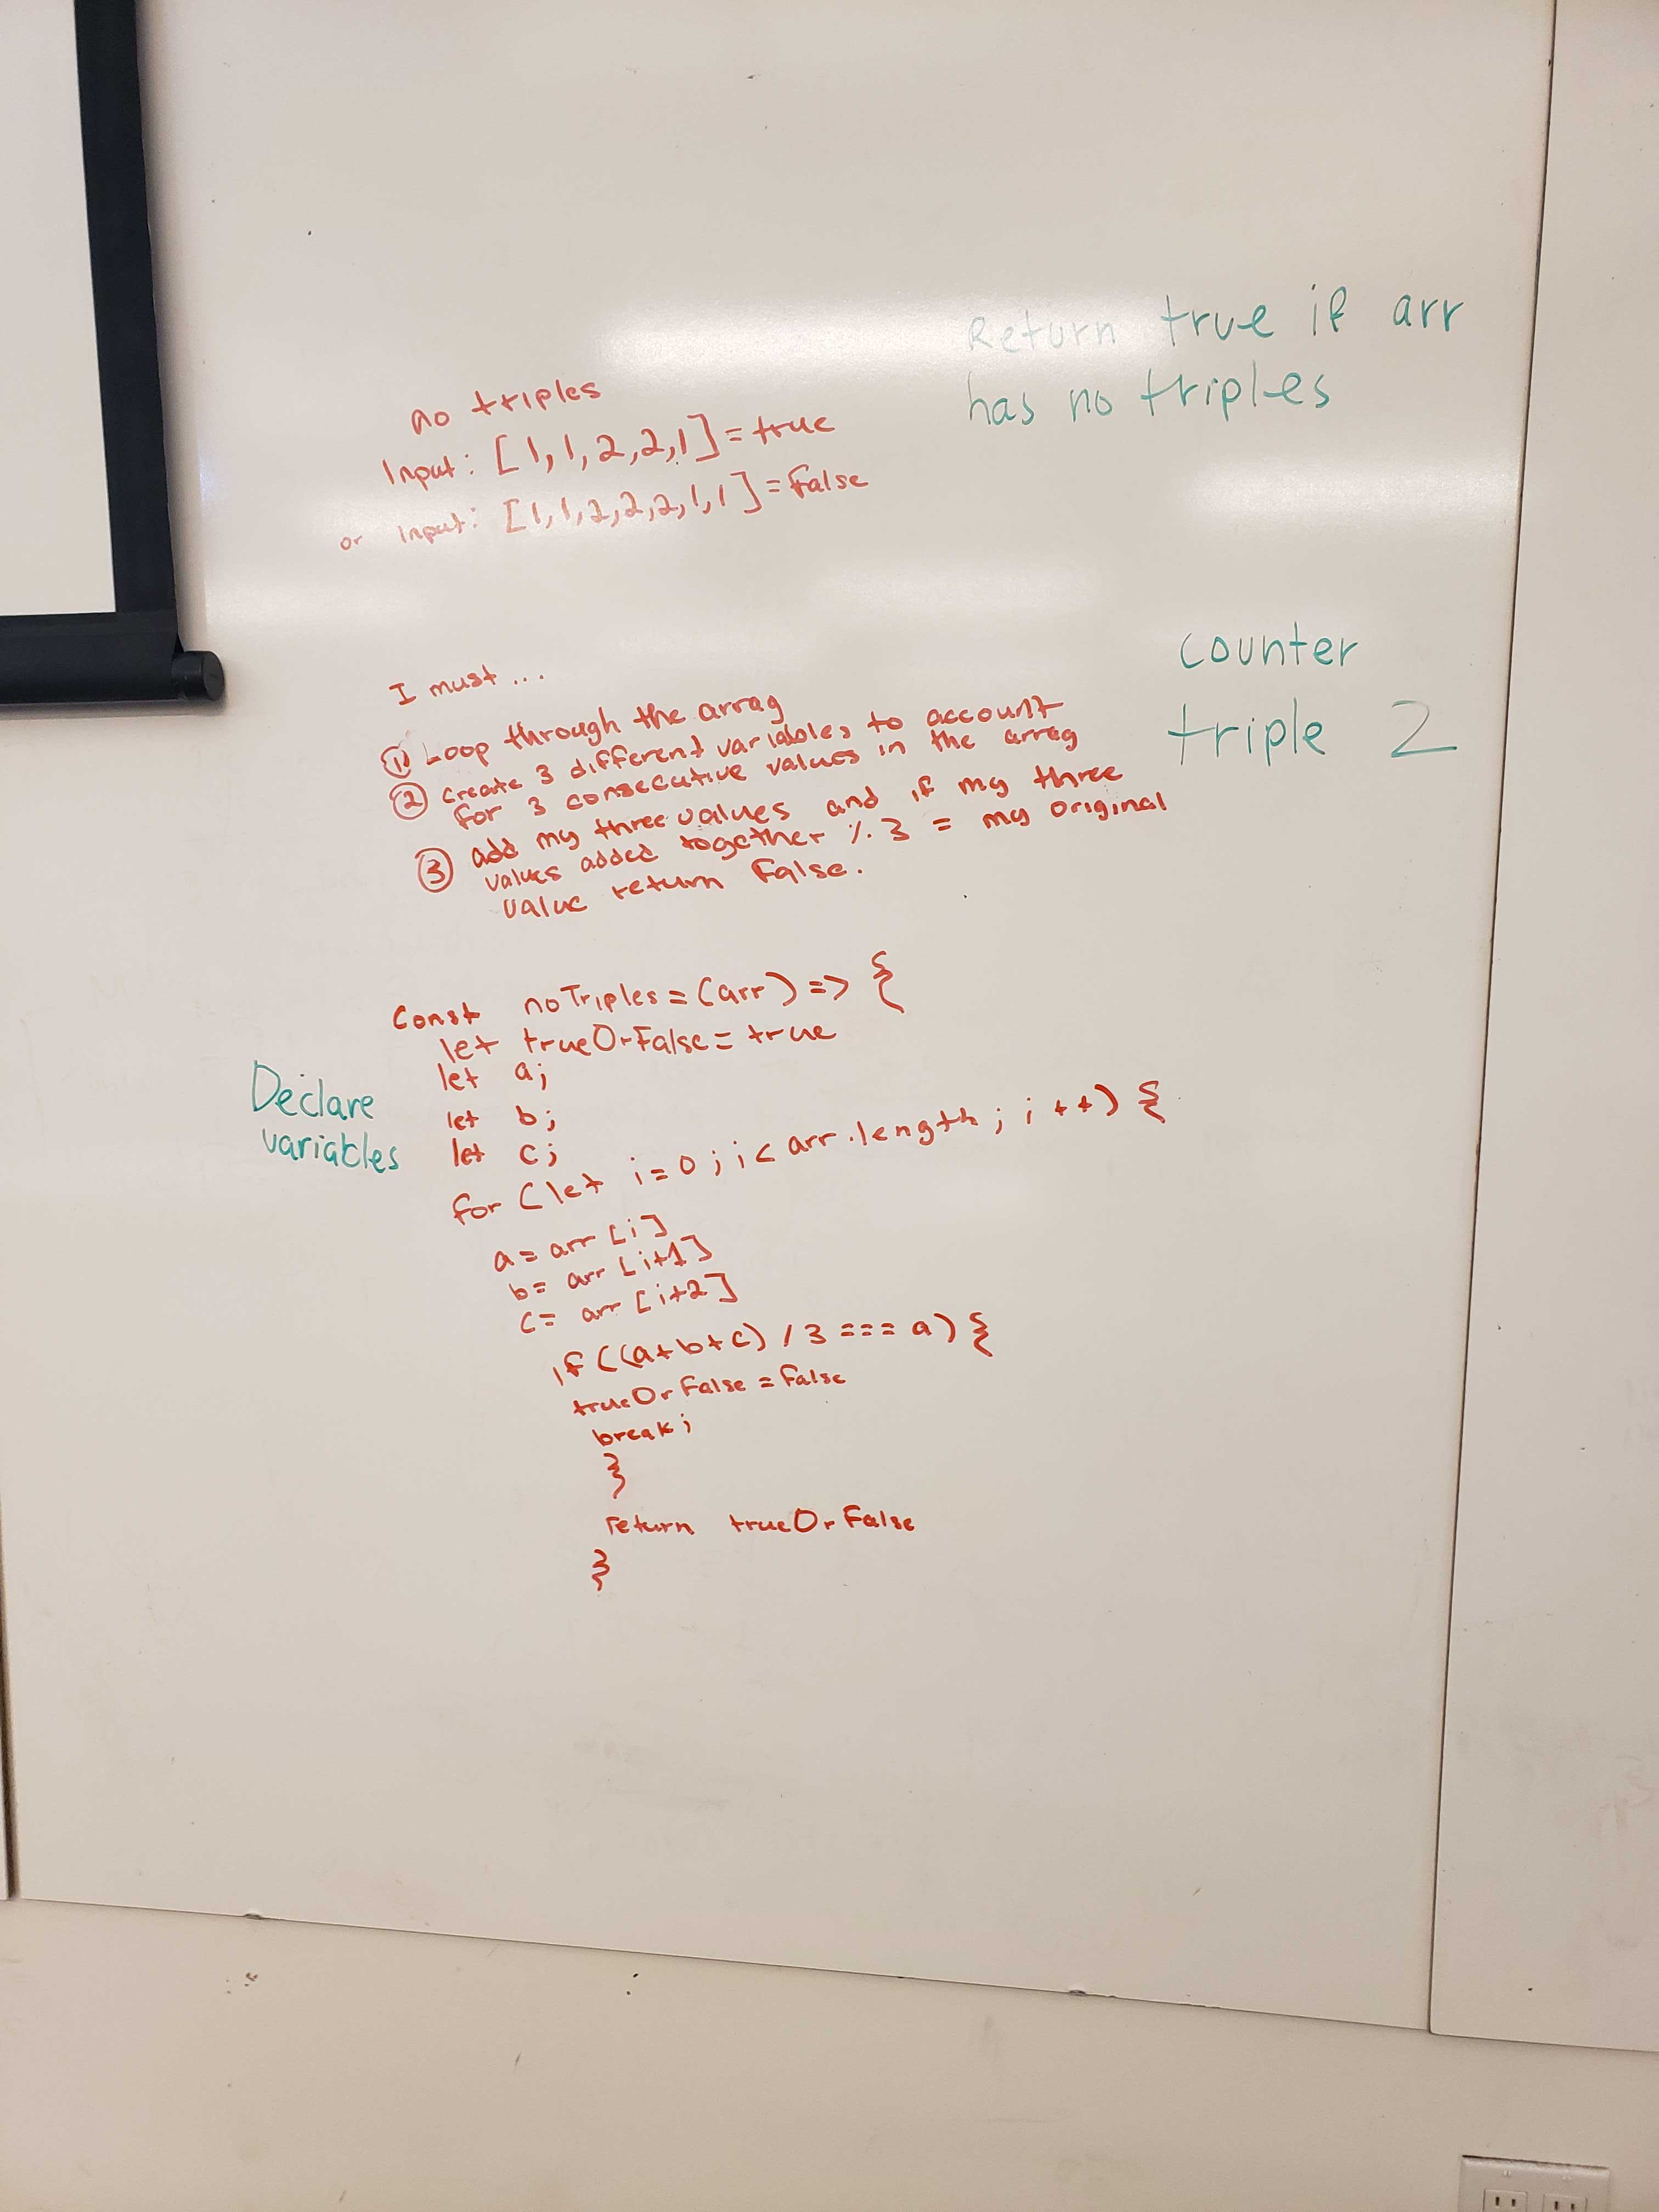 Return true if arr
has no triples
no triples
Input: [1,1,2,2,1] = true
or Input: [1,1,2,2,2,1,1] = False
counter
triple 2
I must ...
① Loop through the array
② create 3 different variables to account
for 3 consecutive values in the array
③ add my three values and if my three
values added together % 3 = my original
value return False.
Const noTriples = (arr) => {
let trueOrFalse = true
let a;
let b;
let c;
Declare
variables
for (let i = 0; i < arr.length; i++) {
a = arr [i]
b = arr [i+1]
c = arr [i+2]
if ((a+b+c) / 3 === a) {
trueOrFalse = false
break;
}
return trueOrFalse
}